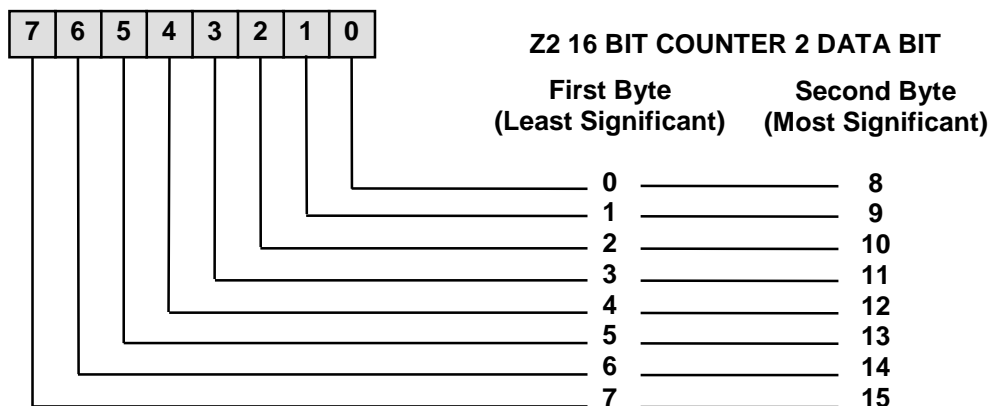 7 6 5 4 3 2 1 0
Z2 16 BIT COUNTER 2 DATA BIT
First Byte Second Byte
(Least Significant) (Most Significant)
0 8
1 9
2 10
3 11
4 12
5 13
6 14
7 15